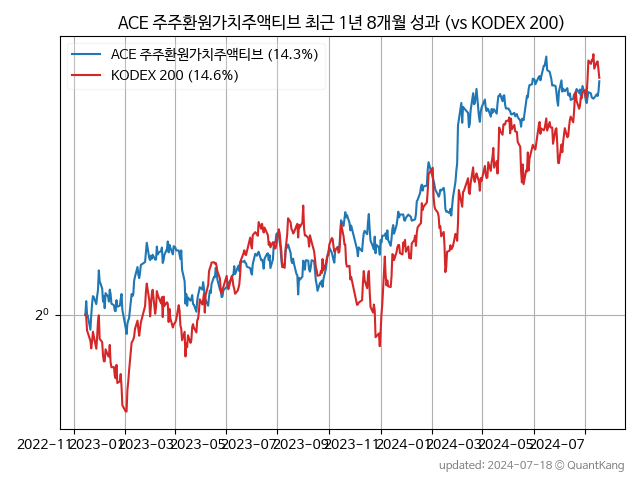 ACE 주주환원가치주액티브 최근 1년 8개월 성과 (vs KODEX 200)
ACE 주주환원가치주액티브 (14.3%)
KODEX 200 (14.6%)
2⁰
2022-11 2023-01 2023-03 2023-05 2023-07 2023-09 2023-11 2024-01 2024-03 2024-05 2024-07
updated: 2024-07-18 © QuantKang